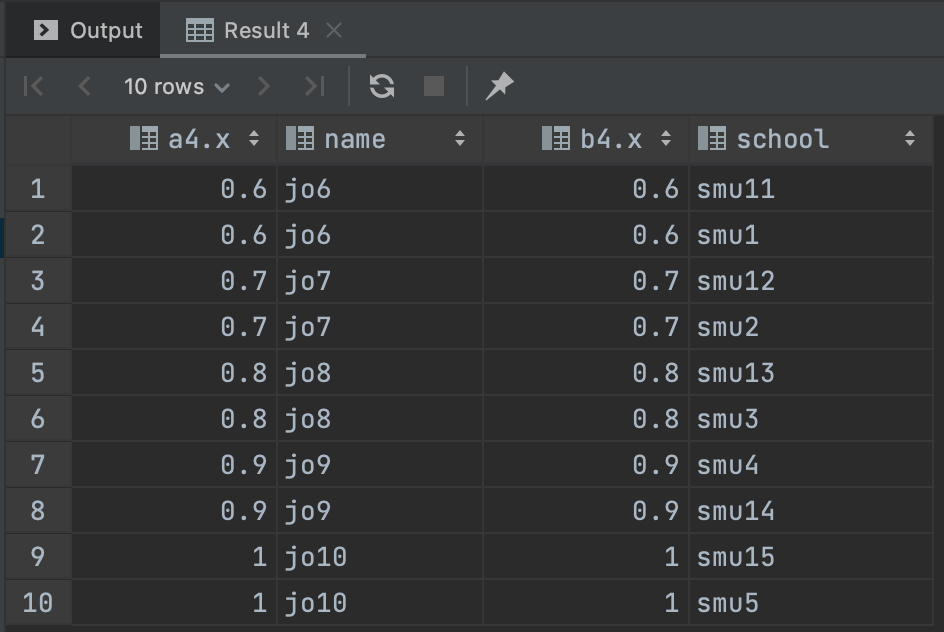 Output Result 4
10 rows
a4.x name b4.x school
1 0.6 jo6 0.6 smu11
2 0.6 jo6 0.6 smu1
3 0.7 jo7 0.7 smu12
4 0.7 jo7 0.7 smu2
5 0.8 jo8 0.8 smu13
6 0.8 jo8 0.8 smu3
7 0.9 jo9 0.9 smu4
8 0.9 jo9 0.9 smu14
9 1 jo10 1 smu15
10 1 jo10 1 smu5